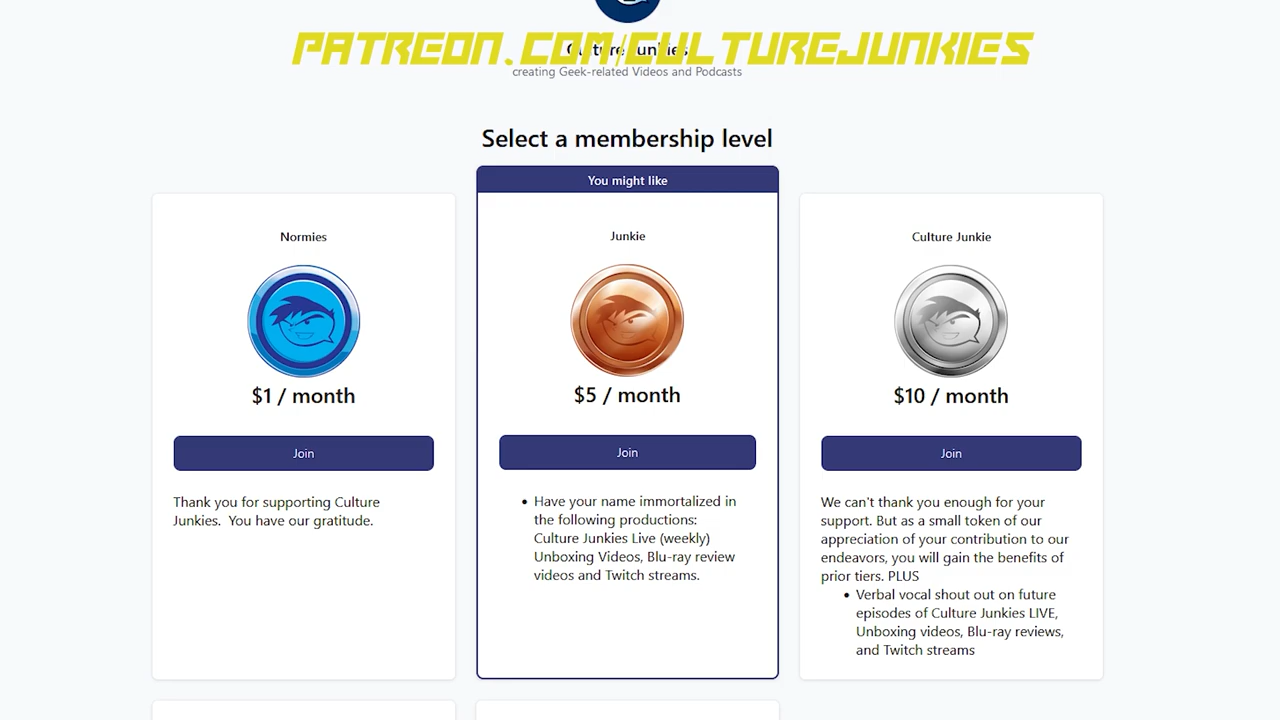 PATREON.COM/CULTUREJUNKIES
Culture Junkies
creating Geek-related Videos and Podcasts
Select a membership level
You might like
Normies
$1 / month
Join
Thank you for supporting Culture
Junkies.  You have our gratitude.
Junkie
$5 / month
Join
• Have your name immortalized in
the following productions:
Culture Junkies Live (weekly)
Unboxing Videos, Blu-ray review
videos and Twitch streams.
Culture Junkie
$10 / month
Join
We can't thank you enough for your
support. But as a small token of our
appreciation of your contribution to our
endeavors, you will gain the benefits of
prior tiers. PLUS
• Verbal vocal shout out on future
episodes of Culture Junkies LIVE,
Unboxing videos, Blu-ray reviews,
and Twitch streams